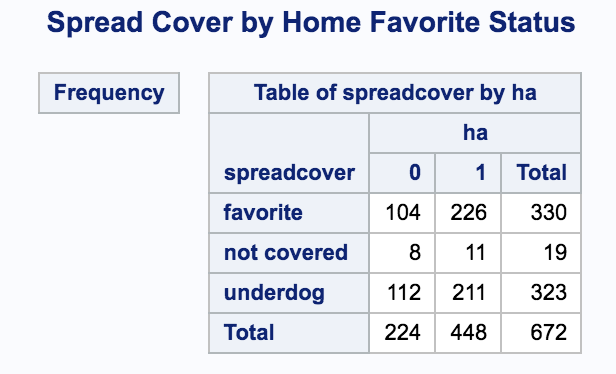 Spread Cover by Home Favorite Status
Frequency
Table of spreadcover by ha
ha
spreadcover 0 1 Total
favorite 104 226 330
not covered 8 11 19
underdog 112 211 323
Total 224 448 672